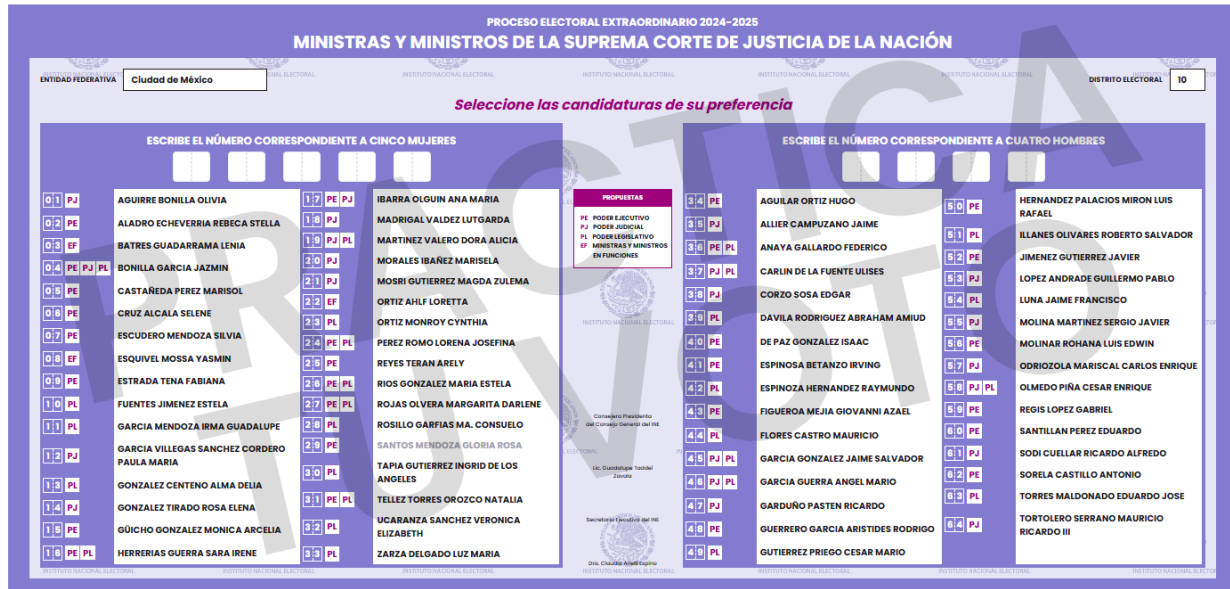 PROCESO ELECTORAL EXTRAORDINARIO 2024-2025
MINISTRAS Y MINISTROS DE LA SUPREMA CORTE DE JUSTICIA DE LA NACIÓN
ENTIDAD FEDERATIVA Ciudad de México
DISTRITO ELECTORAL 10
Seleccione las candidaturas de su preferencia
PRACTICA
TU VOTO
ESCRIBE EL NÚMERO CORRESPONDIENTE A CINCO MUJERES
01 PJ AGUIRRE BONILLA OLIVIA
02 PE ALADRO ECHEVERRIA REBECA STELLA
03 EF BATRES GUADARRAMA LENIA
04 PE PJ PL BONILLA GARCIA JAZMIN
05 PE CASTAÑEDA PEREZ MARISOL
06 PE CRUZ ALCALA SELENE
07 PE ESCUDERO MENDOZA SILVIA
08 EF ESQUIVEL MOSSA YASMIN
09 PE ESTRADA TENA FABIANA
10 PL FUENTES JIMENEZ ESTELA
11 PL GARCIA MENDOZA IRMA GUADALUPE
12 PJ GARCIA VILLEGAS SANCHEZ CORDERO
PAULA MARIA
13 PL GONZALEZ CENTENO ALMA DELIA
14 PJ GONZALEZ TIRADO ROSA ELENA
15 PE GÜICHO GONZALEZ MONICA ARCELIA
16 PE PL HERRERIAS GUERRA SARA IRENE
17 PE PJ IBARRA OLGUIN ANA MARIA
18 PJ MADRIGAL VALDEZ LUTGARDA
19 PJ PL MARTINEZ VALERO DORA ALICIA
20 PJ MORALES IBAÑEZ MARISELA
21 PJ MOSRI GUTIERREZ MAGDA ZULEMA
22 EF ORTIZ AHLF LORETTA
23 PL ORTIZ MONROY CYNTHIA
24 PE PL PEREZ ROMO LORENA JOSEFINA
25 PE REYES TERAN ARELY
26 PE PL RIOS GONZALEZ MARIA ESTELA
27 PE PL ROJAS OLVERA MARGARITA DARLENE
28 PL ROSILLO GARFIAS MA. CONSUELO
29 PE SANTOS MENDOZA GLORIA ROSA
30 PL TAPIA GUTIERREZ INGRID DE LOS
ANGELES
31 PE PL TELLEZ TORRES OROZCO NATALIA
32 PL UCARANZA SANCHEZ VERONICA
ELIZABETH
33 PL ZARZA DELGADO LUZ MARIA
PROPUESTAS
PE PODER EJECUTIVO
PJ PODER JUDICIAL
PL PODER LEGISLATIVO
EF MINISTRAS Y MINISTROS
EN FUNCIONES
INSTITUTO NACIONAL ELECTORAL
Consejera Presidenta
del Consejo General del INE
Lic. Guadalupe Taddei
Zavala
Secretaria Ejecutiva del INE
Dra. Claudia Arlett Espino
ESCRIBE EL NÚMERO CORRESPONDIENTE A CUATRO HOMBRES
34 PE AGUILAR ORTIZ HUGO
35 PJ ALLIER CAMPUZANO JAIME
36 PE PL ANAYA GALLARDO FEDERICO
37 PJ PL CARLIN DE LA FUENTE ULISES
38 PJ CORZO SOSA EDGAR
39 PL DAVILA RODRIGUEZ ABRAHAM AMIUD
40 PE DE PAZ GONZALEZ ISAAC
41 PE ESPINOSA BETANZO IRVING
42 PL ESPINOZA HERNANDEZ RAYMUNDO
43 PE FIGUEROA MEJIA GIOVANNI AZAEL
44 PL FLORES CASTRO MAURICIO
45 PJ PL GARCIA GONZALEZ JAIME SALVADOR
46 PJ PL GARCIA GUERRA ANGEL MARIO
47 PJ GARDUÑO PASTEN RICARDO
48 PE GUERRERO GARCIA ARISTIDES RODRIGO
49 PL GUTIERREZ PRIEGO CESAR MARIO
50 PE HERNANDEZ PALACIOS MIRON LUIS
RAFAEL
51 PL ILLANES OLIVARES ROBERTO SALVADOR
52 PE JIMENEZ GUTIERREZ JAVIER
53 PJ LOPEZ ANDRADE GUILLERMO PABLO
54 PL LUNA JAIME FRANCISCO
55 PJ MOLINA MARTINEZ SERGIO JAVIER
56 PE MOLINAR ROHANA LUIS EDWIN
57 PJ ODRIOZOLA MARISCAL CARLOS ENRIQUE
58 PJ PL OLMEDO PIÑA CESAR ENRIQUE
59 PE REGIS LOPEZ GABRIEL
60 PE SANTILLAN PEREZ EDUARDO
61 PJ SODI CUELLAR RICARDO ALFREDO
62 PE SORELA CASTILLO ANTONIO
63 PL TORRES MALDONADO EDUARDO JOSE
64 PJ TORTOLERO SERRANO MAURICIO
RICARDO III